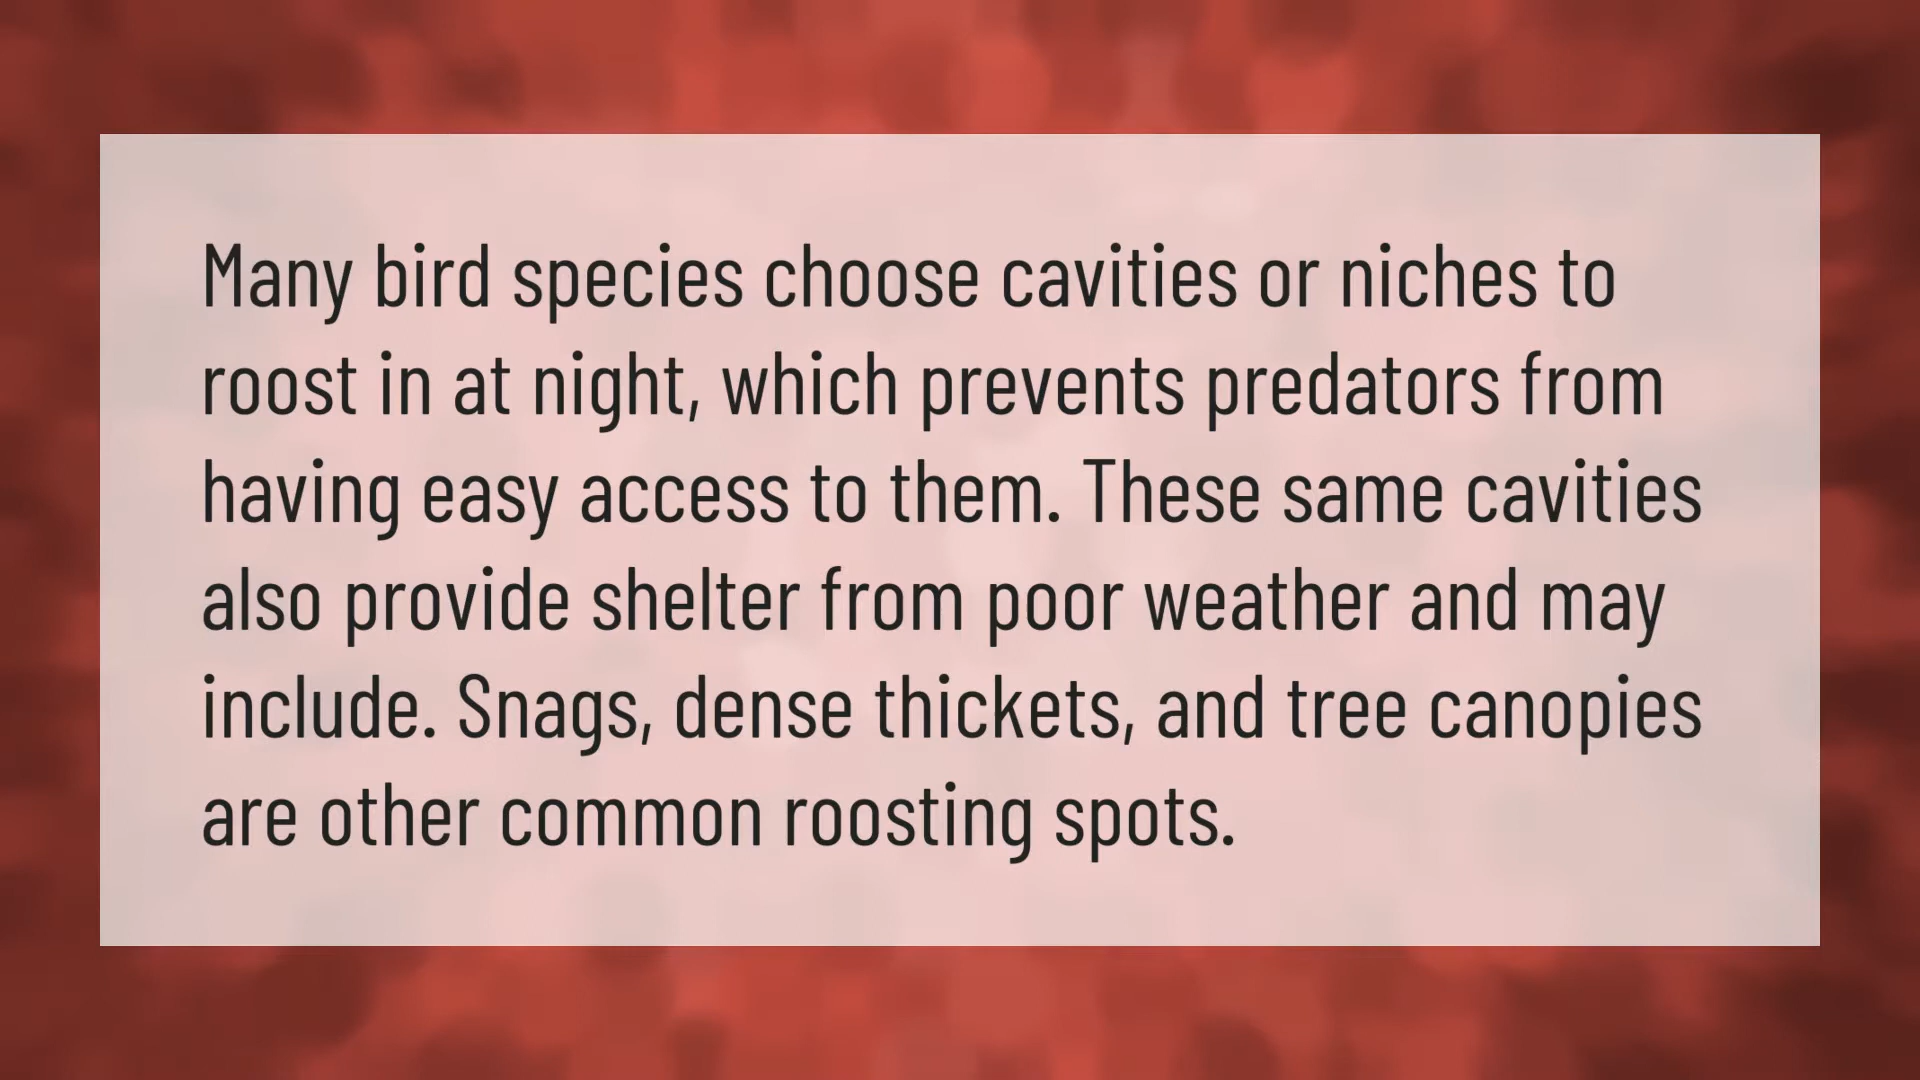 Many bird species choose cavities or niches to
roost in at night, which prevents predators from
having easy access to them. These same cavities
also provide shelter from poor weather and may
include. Snags, dense thickets, and tree canopies
are other common roosting spots.